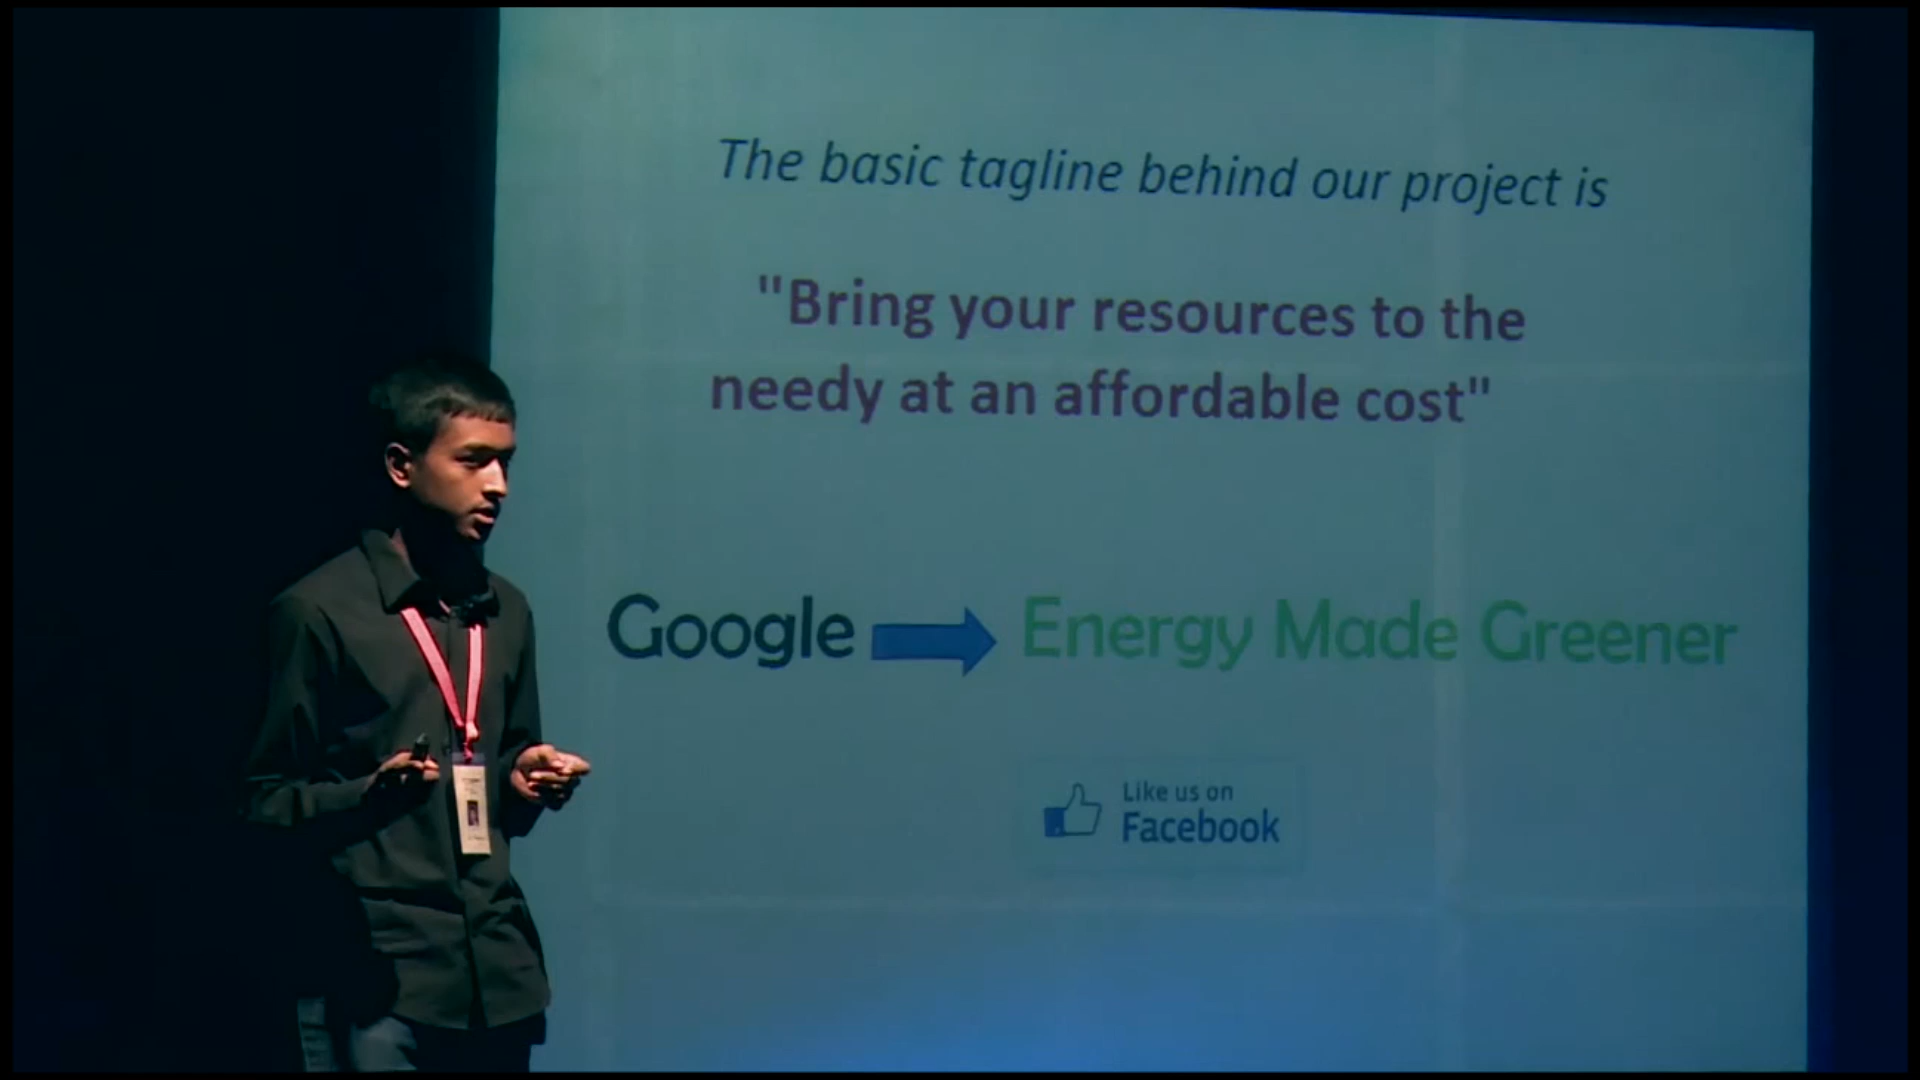 The basic tagline behind our project is
"Bring your resources to the
needy at an affordable cost"
Google Energy Made Greener
Like us on
Facebook